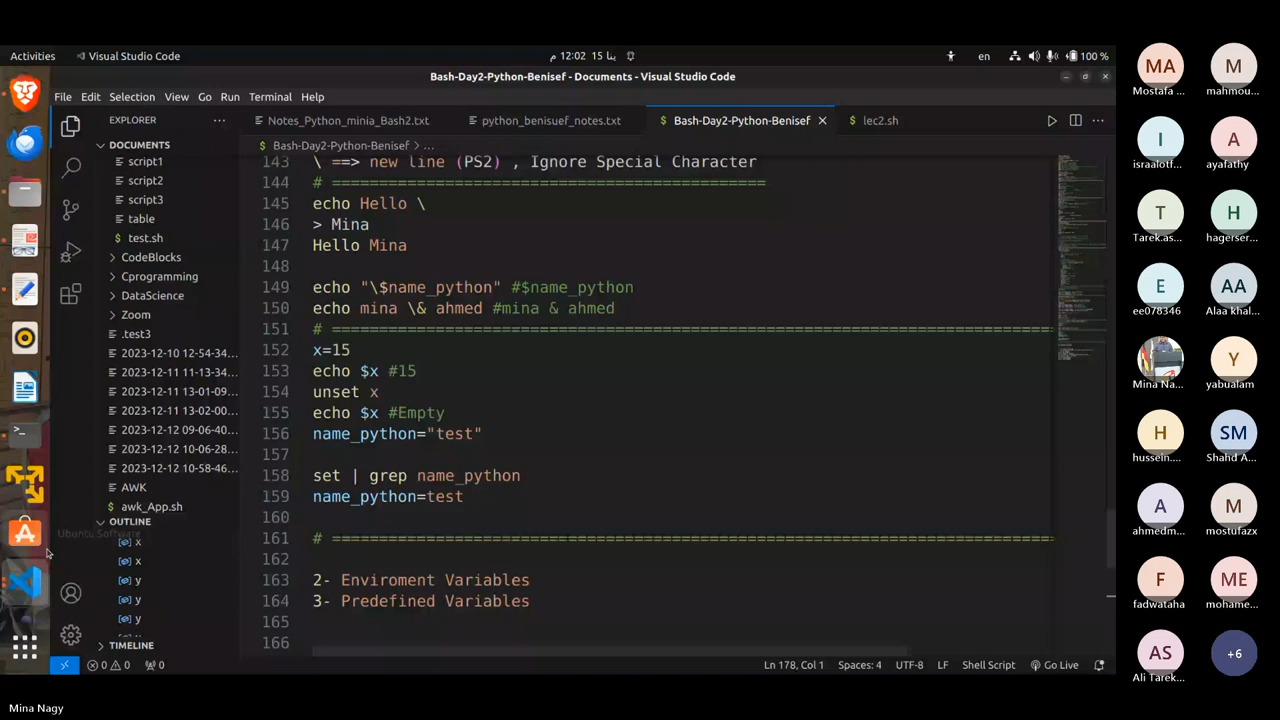 Activities
Visual Studio Code
م 12:02 15 ینا
en
100 %
Bash-Day2-Python-Benisef - Documents - Visual Studio Code
File Edit Selection View Go Run Terminal Help
EXPLORER
Notes_Python_minia_Bash2.txt
python_benisuef_notes.txt
Bash-Day2-Python-Benisef
lec2.sh
DOCUMENTS
Bash-Day2-Python-Benisef > ...
script1
script2
script3
table
test.sh
CodeBlocks
Cprogramming
DataScience
Zoom
.test3
2023-12-10 12-54-34...
2023-12-11 11-13-34...
2023-12-11 13-01-09...
2023-12-11 13-02-00...
2023-12-12 09-06-40...
2023-12-12 10-06-28...
2023-12-12 10-58-46...
AWK
awk_App.sh
OUTLINE
Ubuntu Software
x
x
y
y
y
TIMELINE
143 \ ==> new line (PS2) , Ignore Special Character
144 # ==============================================
145 echo Hello \
146 > Mina
147 Hello Mina
148
149 echo "\$name_python" #$name_python
150 echo mina \& ahmed #mina & ahmed
151 # ==============================================================================
152 x=15
153 echo $x #15
154 unset x
155 echo $x #Empty
156 name_python="test"
157
158 set | grep name_python
159 name_python=test
160
161 # ==============================================================================
162
163 2- Enviroment Variables
164 3- Predefined Variables
165
166
0 0 0
Ln 178, Col 1
Spaces: 4
UTF-8
LF
Shell Script
Go Live
MA
Mostafa ...
M
mahmou...
I
israalotf...
A
ayafathy
T
Tarek.as...
H
hagerser...
E
ee078346
AA
Alaa khal...
Mina Na...
Y
yabualam
H
hussein....
SM
Shahd A...
A
ahmedm...
M
mostufazx
F
fadwataha
ME
mohame...
AS
Ali Tarek...
+6
Mina Nagy